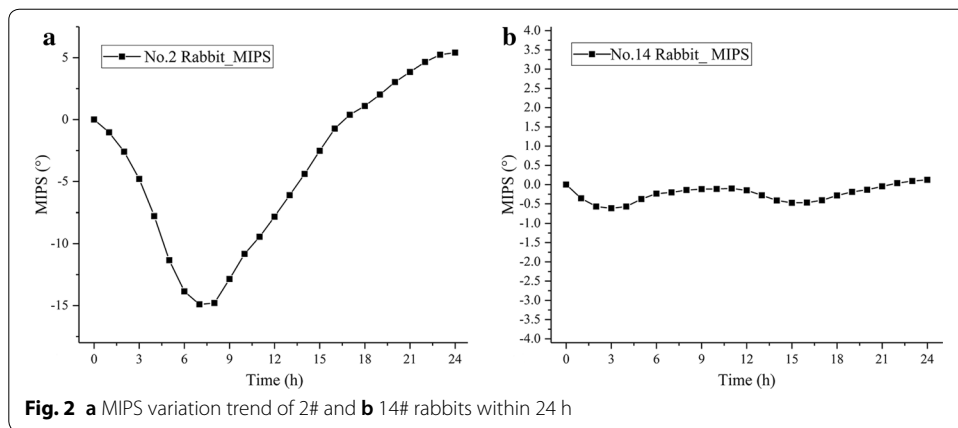 a
No.2 Rabbit_MIPS
5
0
-5
-10
-15
MIPS (°)
0 3 6 9 12 15 18 21 24
Time (h)
b
No.14 Rabbit_ MIPS
4.0
3.5
3.0
2.5
2.0
1.5
1.0
0.5
0.0
-0.5
-1.0
-1.5
-2.0
-2.5
-3.0
-3.5
-4.0
MIPS (°)
0 3 6 9 12 15 18 21 24
Time (h)
Fig. 2 a MIPS variation trend of 2# and b 14# rabbits within 24 h